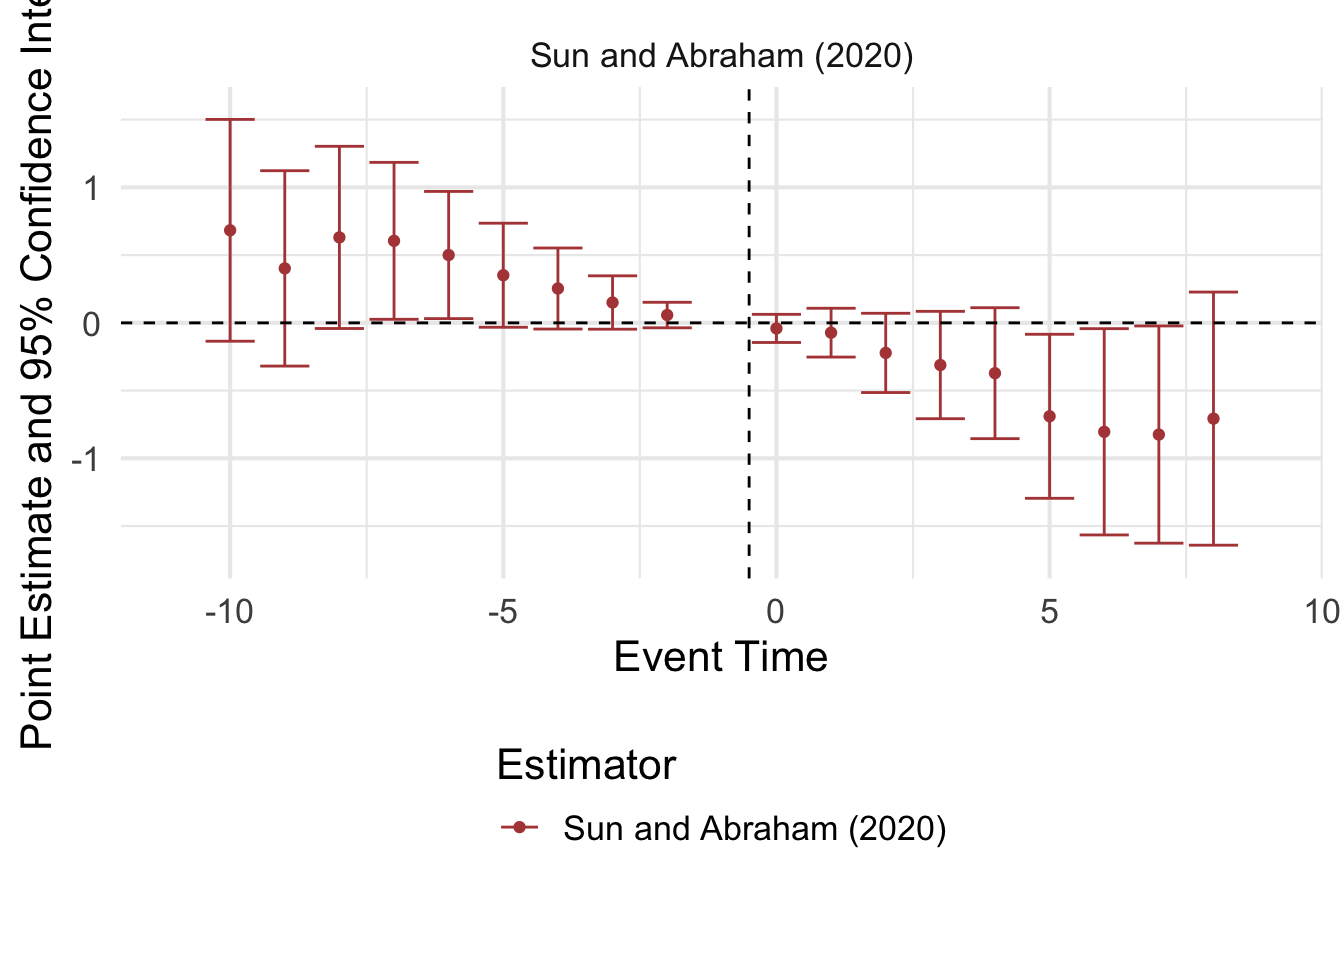 Sun and Abraham (2020)
Point Estimate and 95% Confidence
1
0
-1
-10
-5
0
5
10
Event Time
Estimator
Sun and Abraham (2020)